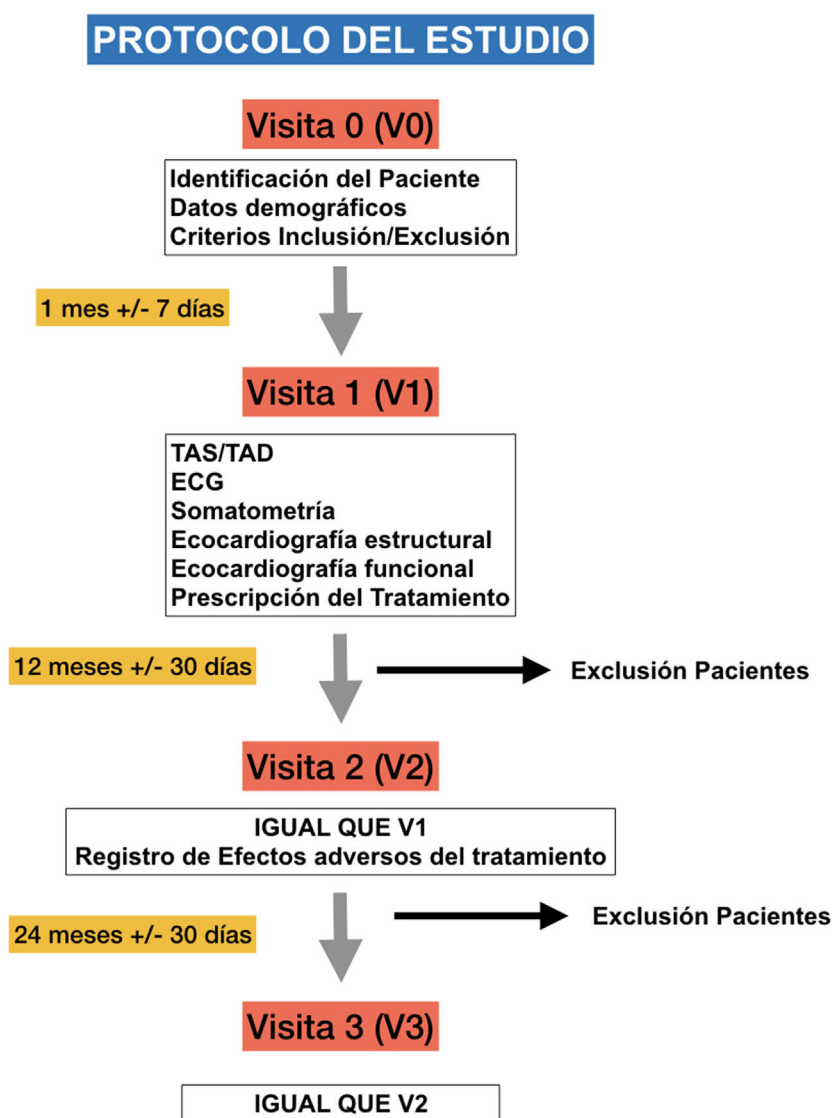 PROTOCOLO DEL ESTUDIO
Visita 0 (V0)
Identificación del Paciente
Datos demográficos
Criterios Inclusión/Exclusión
1 mes +/- 7 días
Visita 1 (V1)
TAS/TAD
ECG
Somatometría
Ecocardiografía estructural
Ecocardiografía funcional
Prescripción del Tratamiento
12 meses +/- 30 días
Exclusión Pacientes
Visita 2 (V2)
IGUAL QUE V1
Registro de Efectos adversos del tratamiento
24 meses +/- 30 días
Exclusión Pacientes
Visita 3 (V3)
IGUAL QUE V2